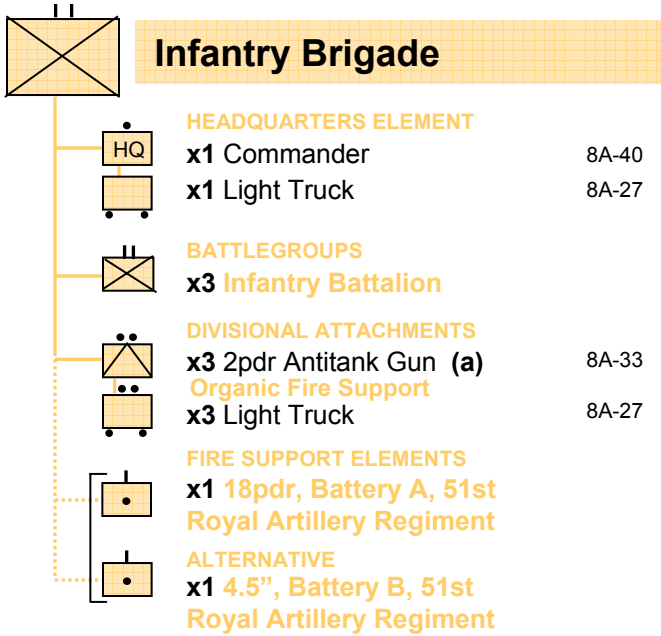 Infantry Brigade
HEADQUARTERS ELEMENT
HQ
x1 Commander 8A-40
x1 Light Truck 8A-27
BATTLEGROUPS
x3 Infantry Battalion
DIVISIONAL ATTACHMENTS
x3 2pdr Antitank Gun (a) 8A-33
Organic Fire Support
x3 Light Truck 8A-27
FIRE SUPPORT ELEMENTS
x1 18pdr, Battery A, 51st
Royal Artillery Regiment
ALTERNATIVE
x1 4.5”, Battery B, 51st
Royal Artillery Regiment